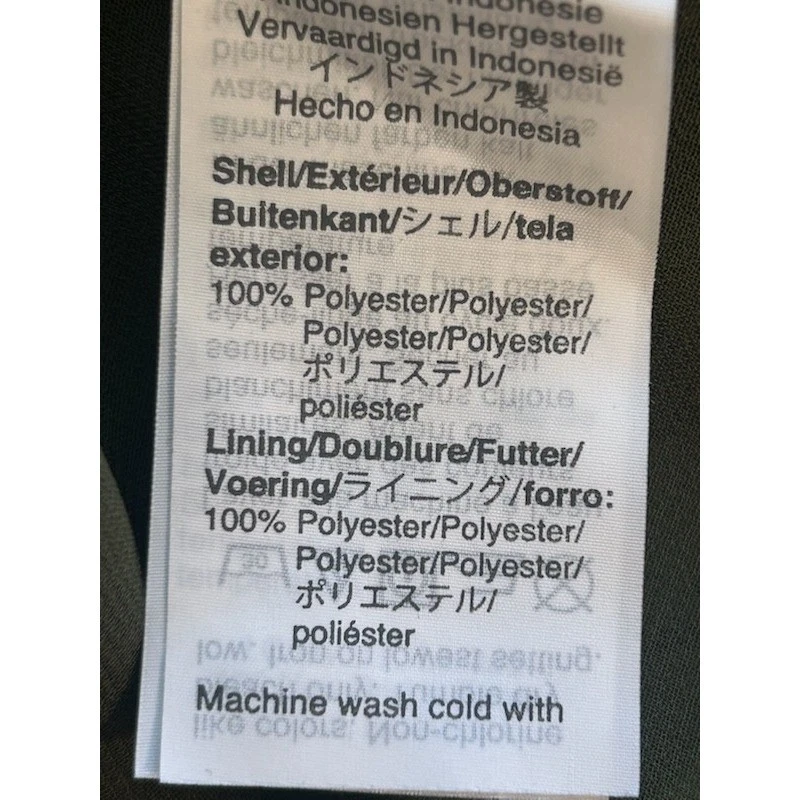 Indonésie
Indonesien Hergestellt
Vervaardigd in Indonesië
インドネシア製
Hecho en Indonesia
Shell/Extérieur/Oberstoff/
Buitenkant/シェル/tela
exterior:
100% Polyester/Polyester/
Polyester/Polyester/
ポリエステル/
poliéster
Lining/Doublure/Futter/
Voering/ライニング/forro:
100% Polyester/Polyester/
Polyester/Polyester/
ポリエステル/
poliéster
Machine wash cold with